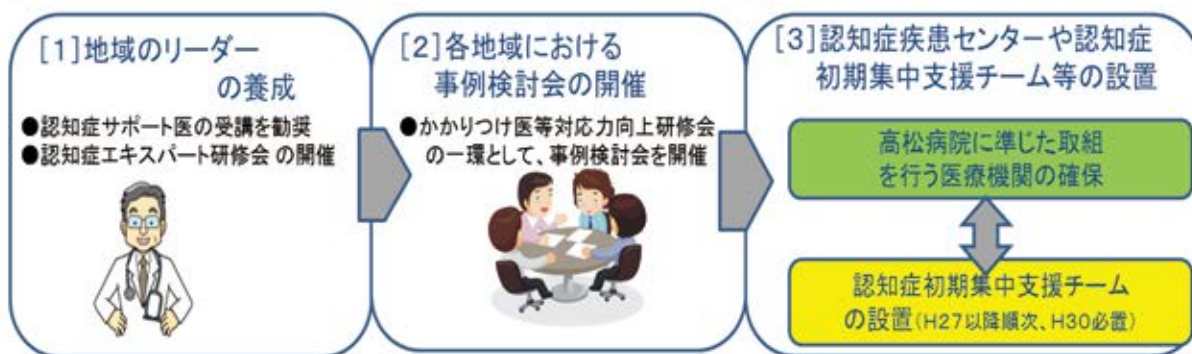 [1]地域のリーダー
の養成
●認知症サポート医の受講を勧奨
●認知症エキスパート研修会 の開催
[2]各地域における
事例検討会の開催
●かかりつけ医等対応力向上研修会
の一環として、事例検討会を開催
[3]認知症疾患センターや認知症
初期集中支援チーム等の設置
高松病院に準じた取組
を行う医療機関の確保
認知症初期集中支援チーム
の設置(H27以降順次、H30必置)